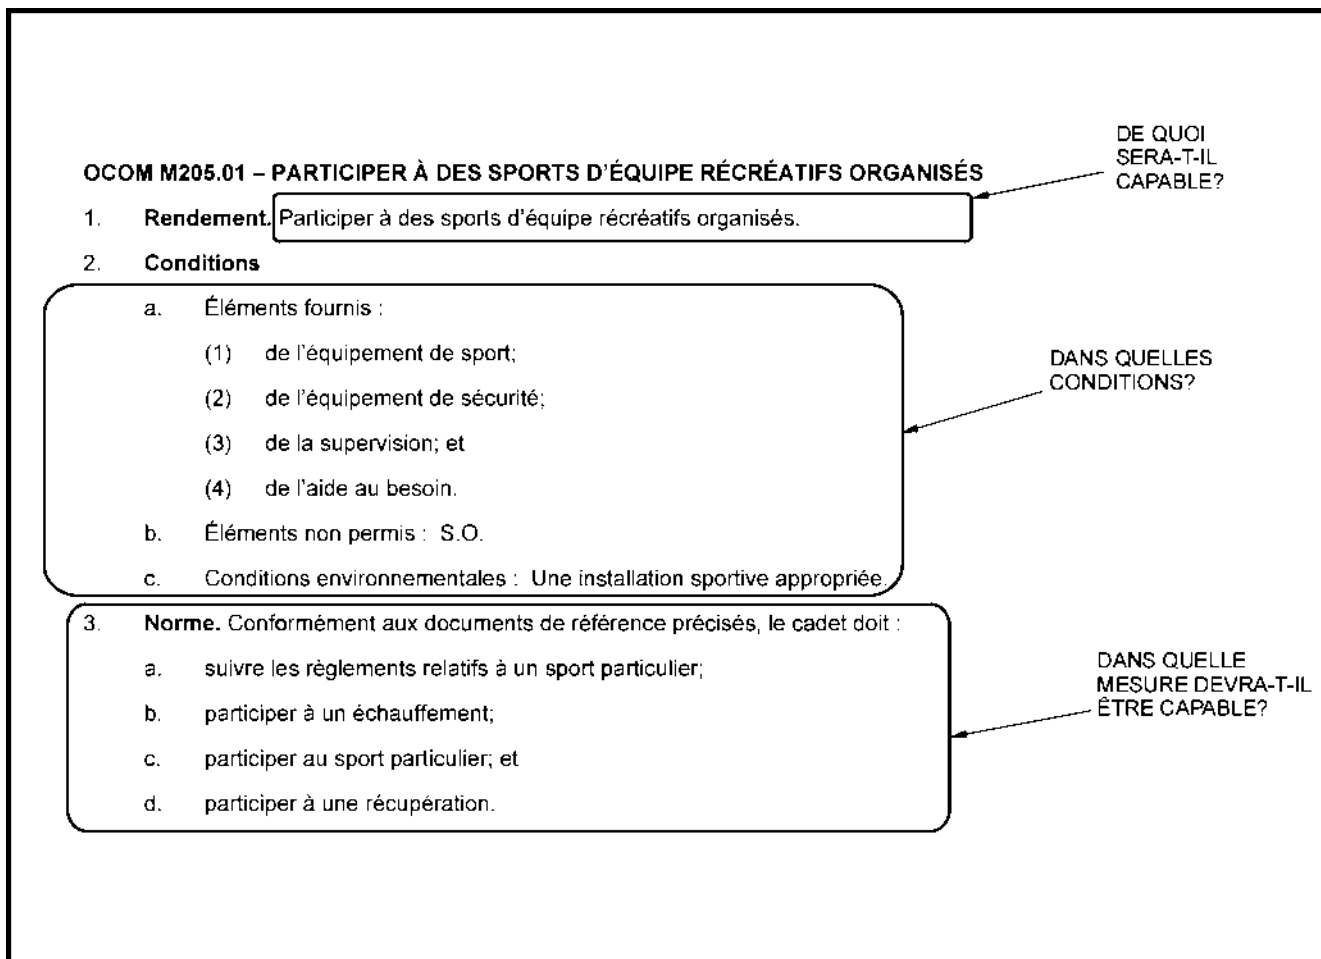 DE QUOI
SERA-T-IL
CAPABLE?
OCOM M205.01 – PARTICIPER À DES SPORTS D'ÉQUIPE RÉCRÉATIFS ORGANISÉS
1. Rendement. Participer à des sports d'équipe récréatifs organisés.
2. Conditions
a. Éléments fournis :
(1) de l'équipement de sport;
(2) de l'équipement de sécurité;
(3) de la supervision; et
(4) de l'aide au besoin.
b. Éléments non permis : S.O.
c. Conditions environnementales : Une installation sportive appropriée.
DANS QUELLES
CONDITIONS?
3. Norme. Conformément aux documents de référence précisés, le cadet doit :
a. suivre les règlements relatifs à un sport particulier;
b. participer à un échauffement;
c. participer au sport particulier; et
d. participer à une récupération.
DANS QUELLE
MESURE DEVRA-T-IL
ÊTRE CAPABLE?